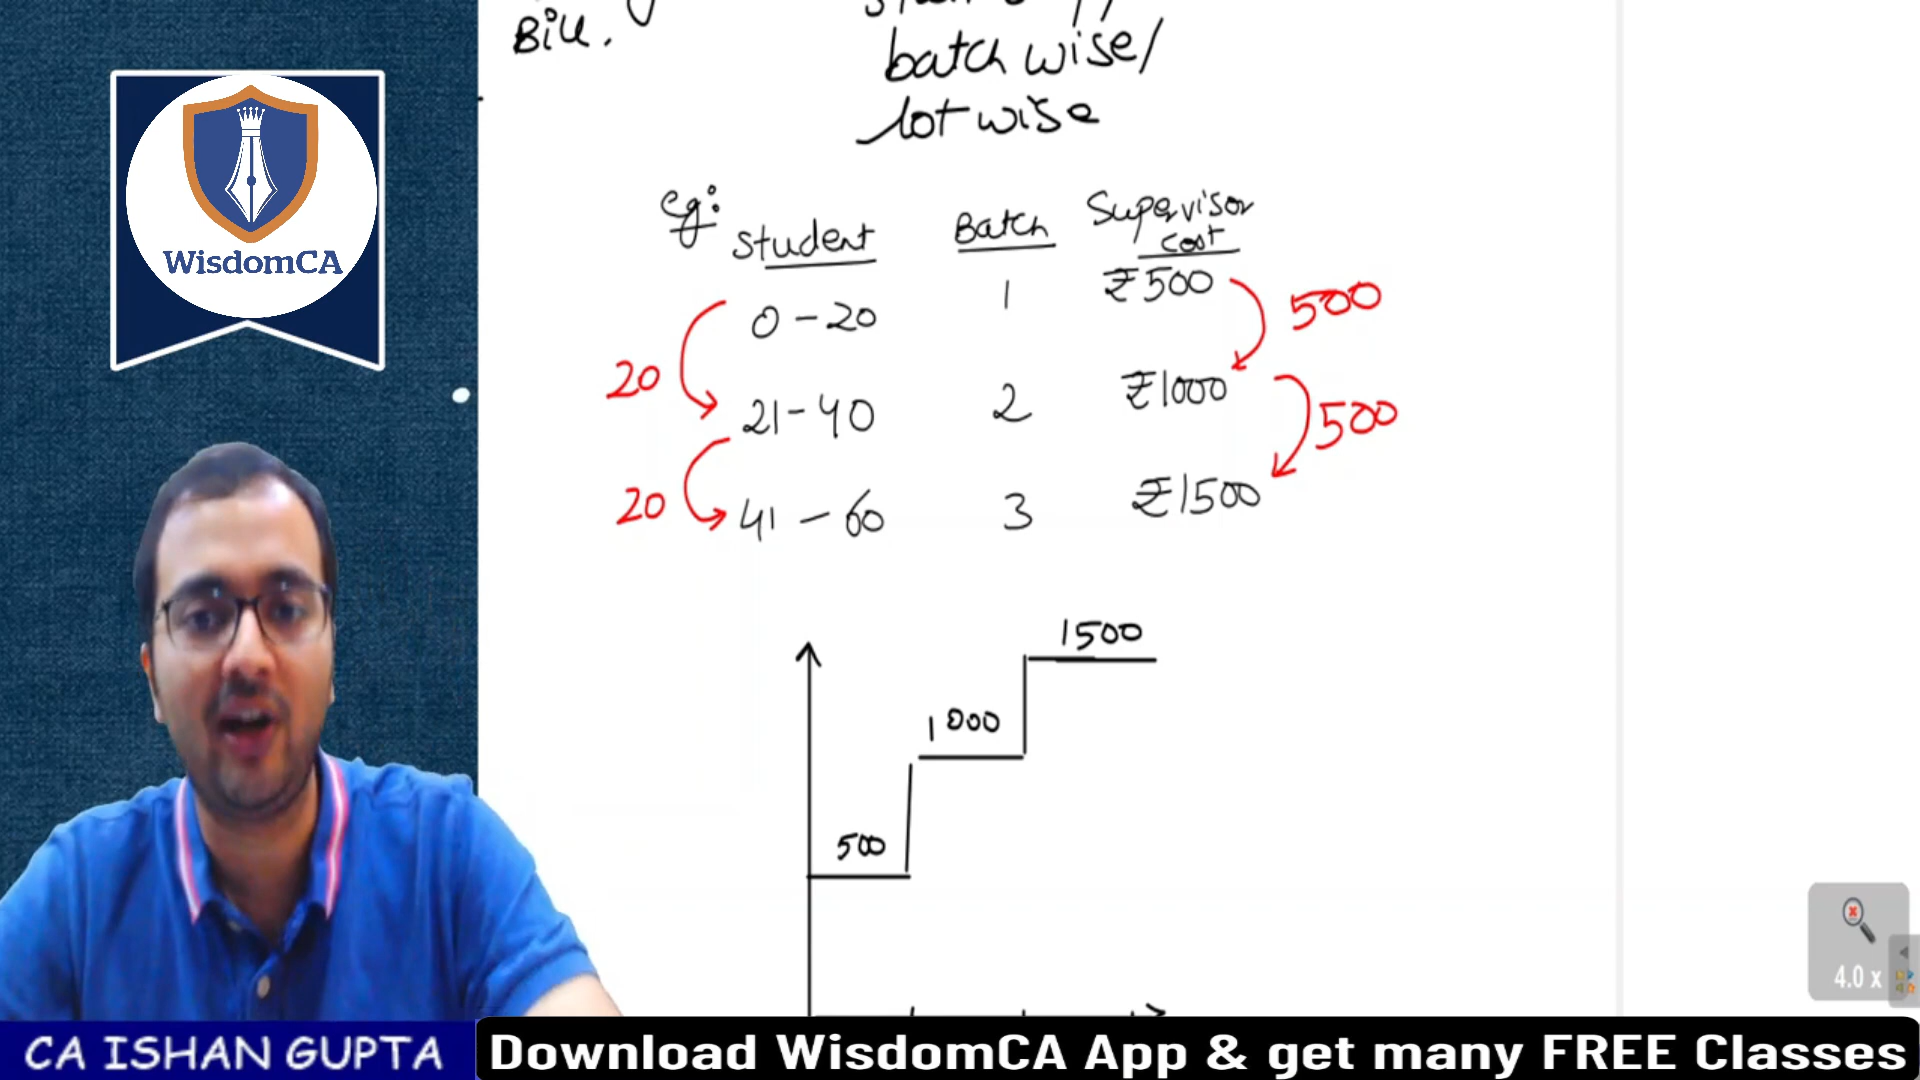 Bill.
batch wise/
lot wise
WisdomCA
eg:
Student Batch Supervisor cost
0 - 20 1 ₹500
500
20
21 - 40 2 ₹1000
500
20
41 - 60 3 ₹1500
1500
1000
500
4.0 x
CA ISHAN GUPTA
Download WisdomCA App & get many FREE Classes